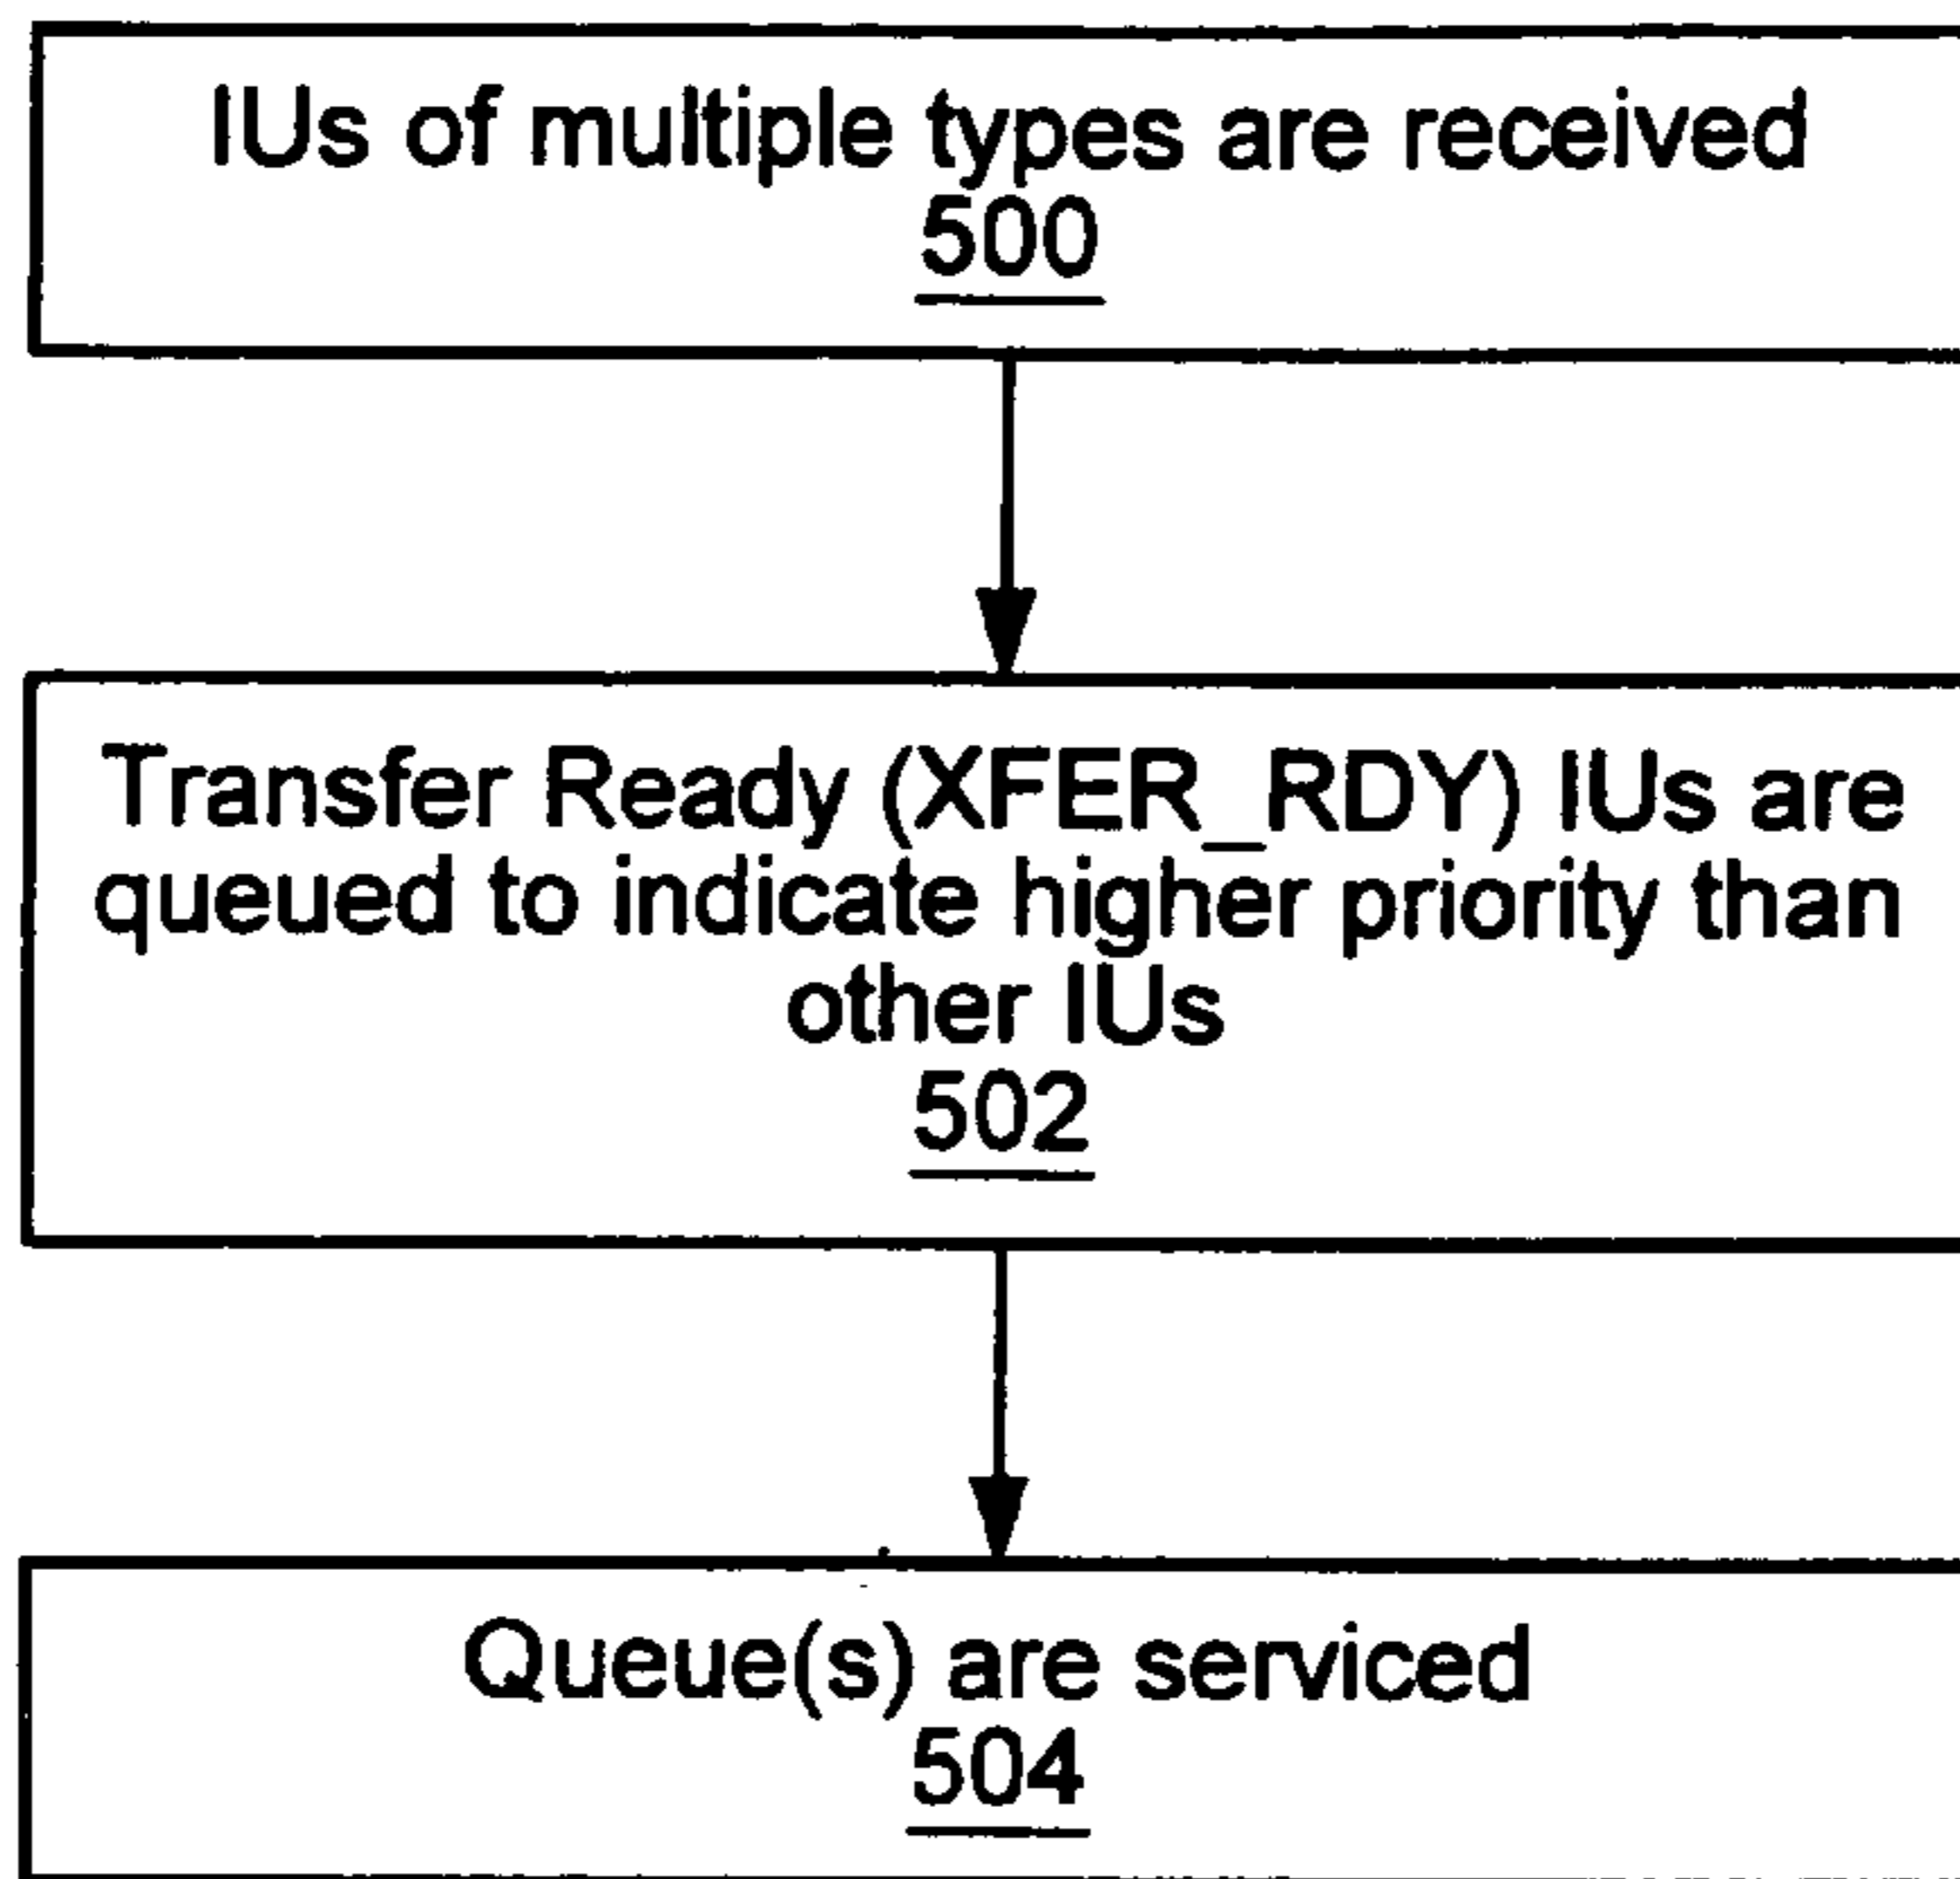 IUs of multiple types are received
500
Transfer Ready (XFER_RDY) IUs are
queued to indicate higher priority than
other IUs
502
Queue(s) are serviced
504